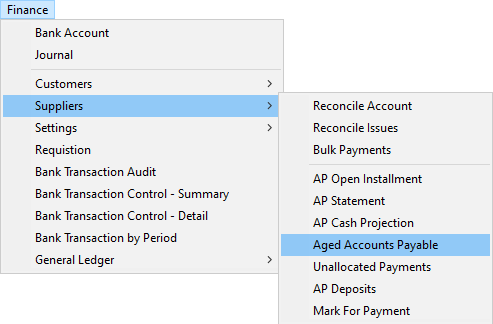 Finance
Bank Account
Journal
Customers
Suppliers
Settings
Requistion
Bank Transaction Audit
Bank Transaction Control - Summary
Bank Transaction Control - Detail
Bank Transaction by Period
General Ledger
Reconcile Account
Reconcile Issues
Bulk Payments
AP Open Installment
AP Statement
AP Cash Projection
Aged Accounts Payable
Unallocated Payments
AP Deposits
Mark For Payment